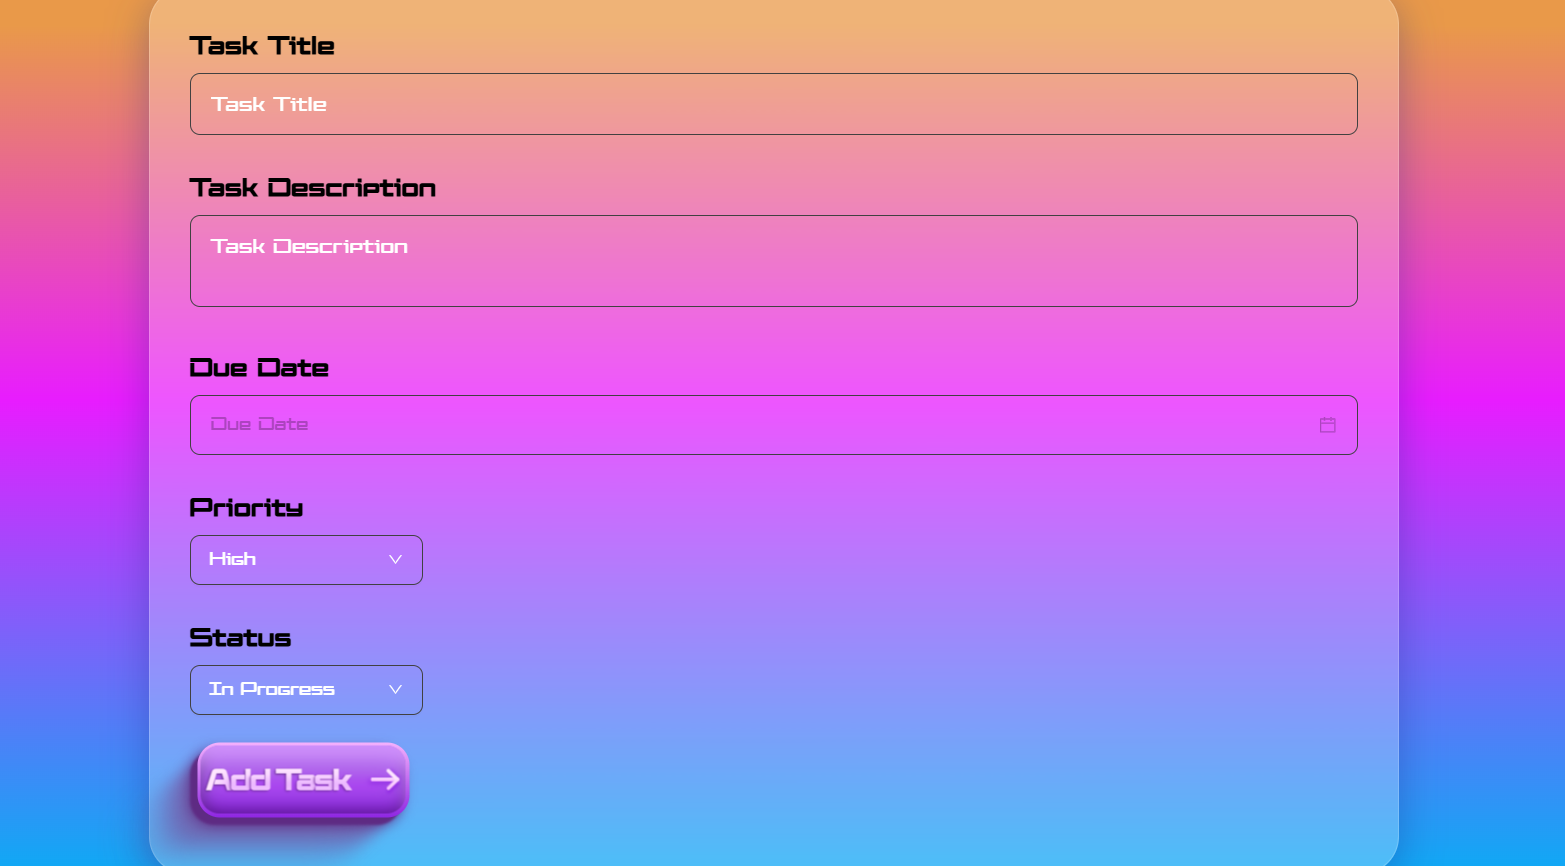 Task Title
Task Title
Task Description
Task Description
Due Date
Due Date
Priority
High
Status
In Progress
Add Task